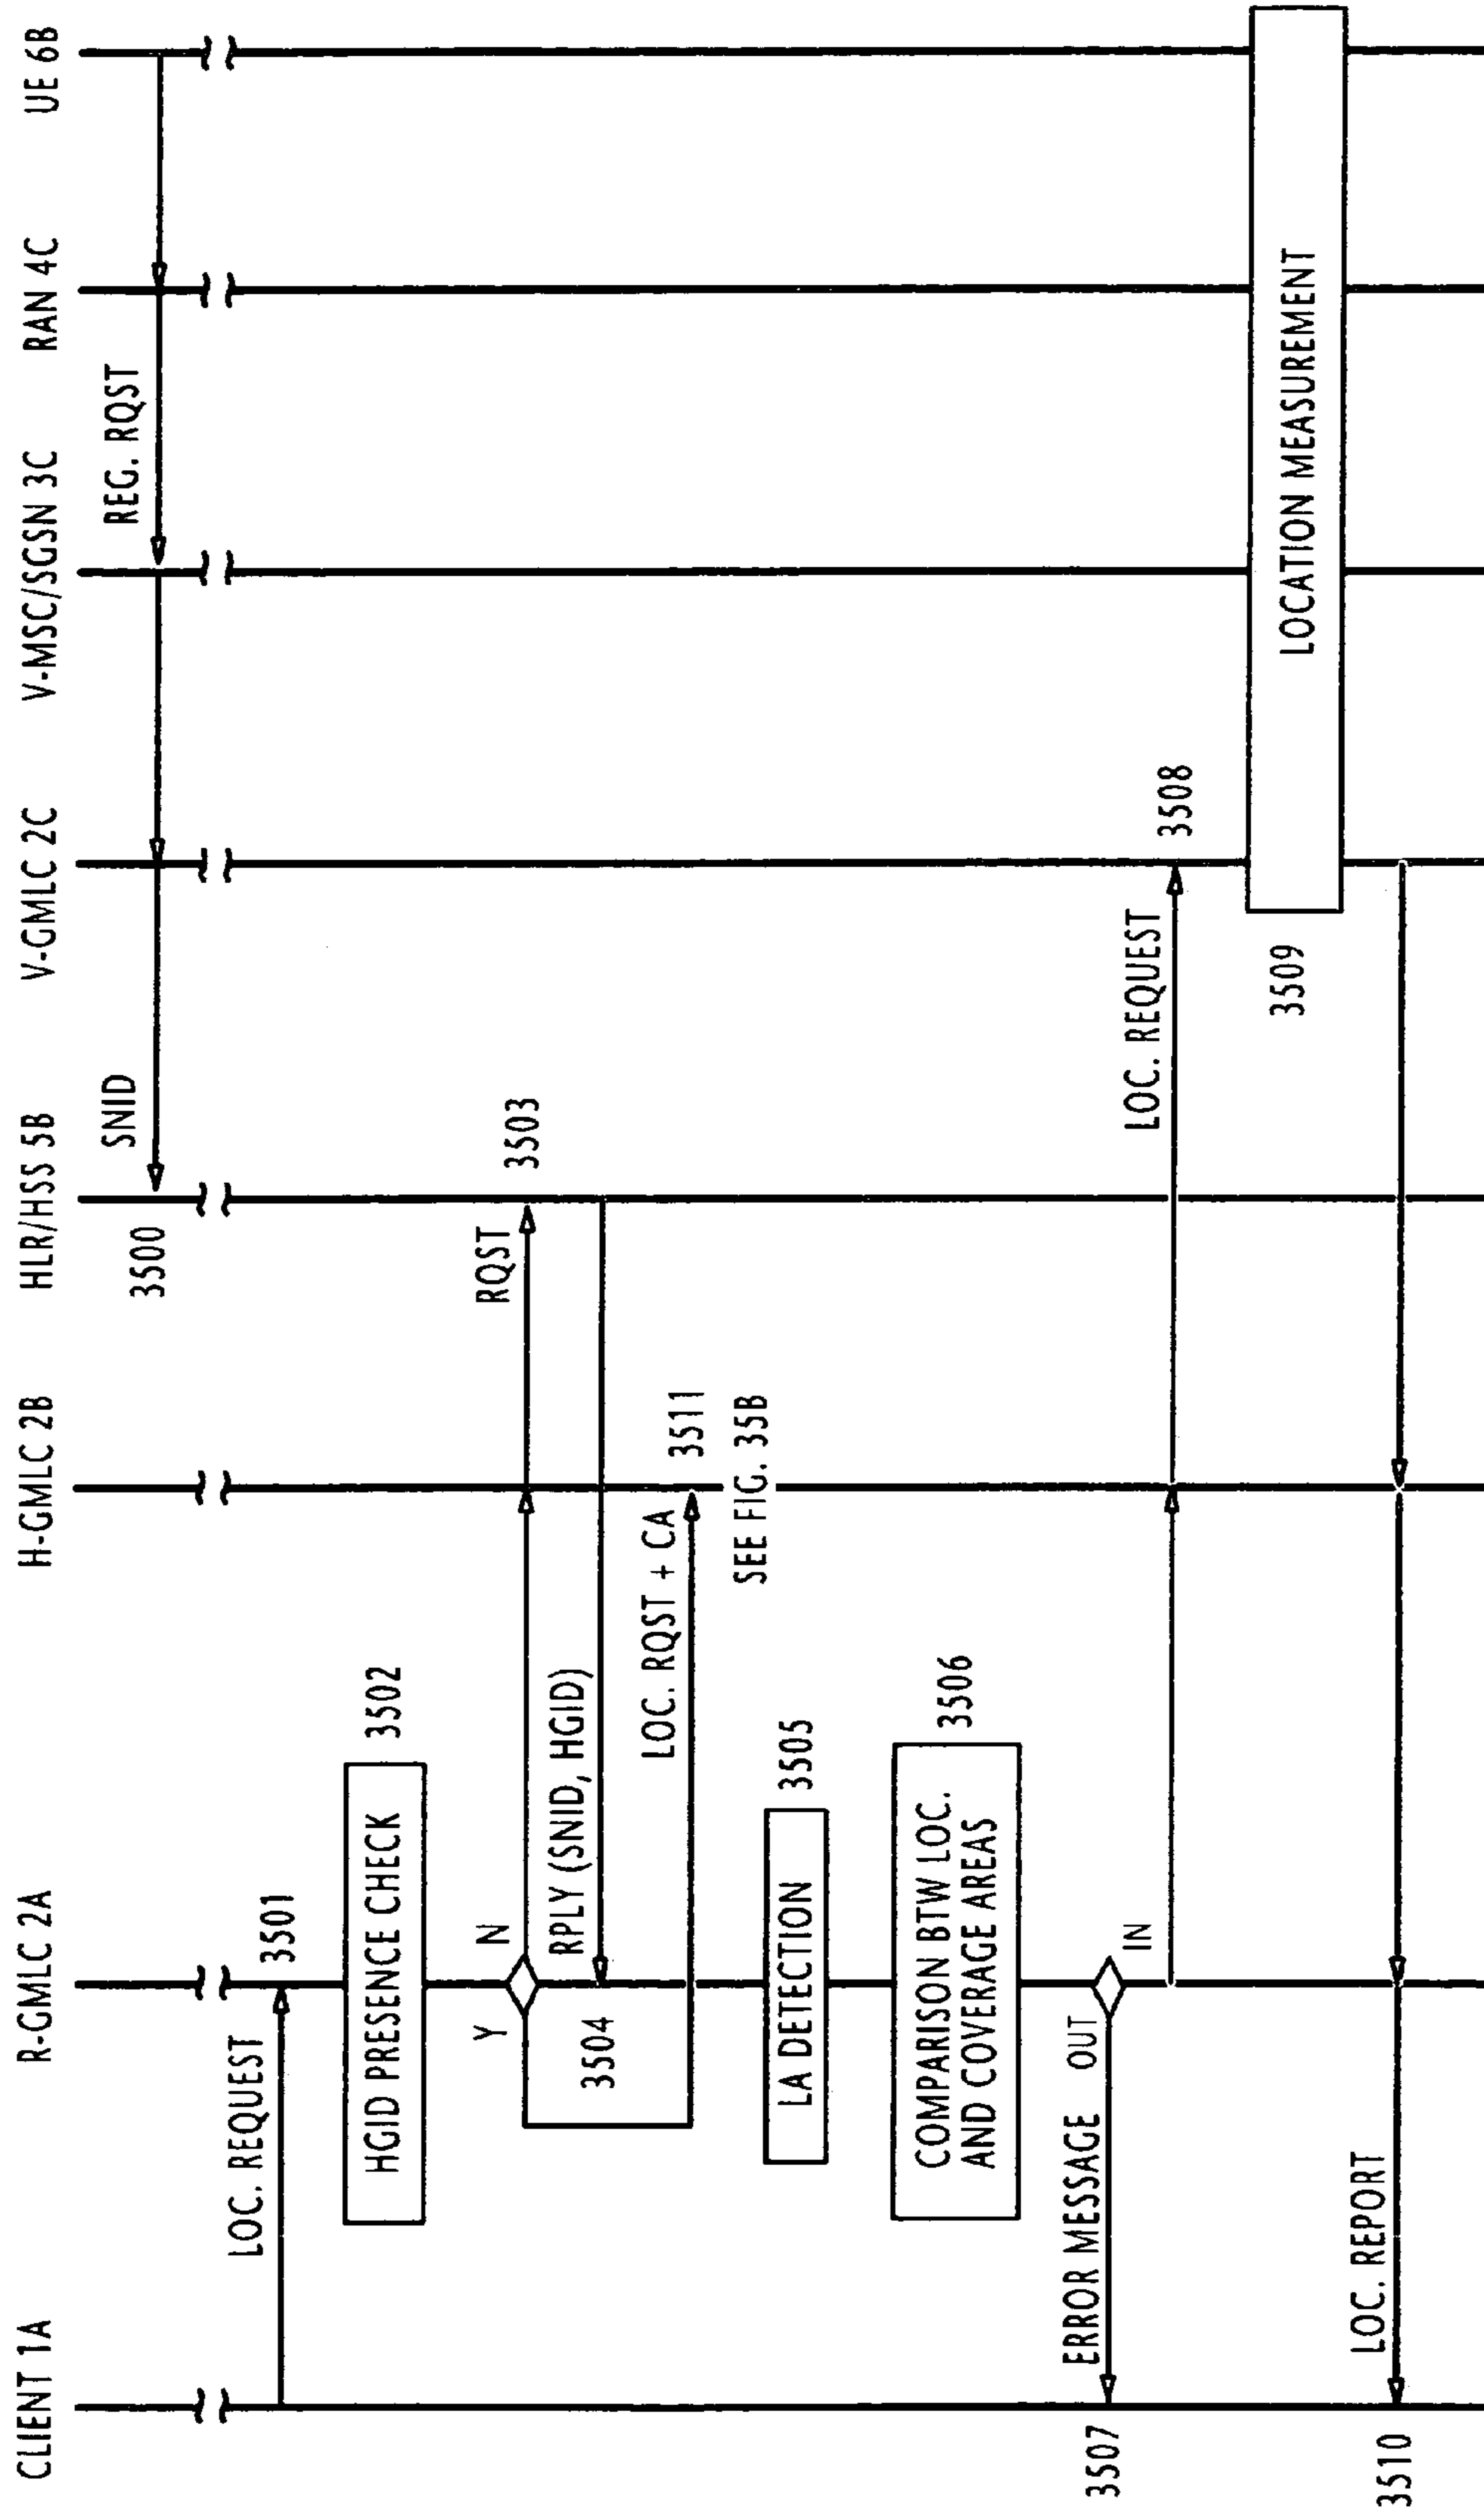 CLIENT 1A
R-GMLC 2A
H-GMLC 2B
HLR/HSS 5B
V-GMLC 2C
V-MSC/SGSN 3C
RAN 4C
UE 6B
3500
SNID
REG. RQST
LOC. REQUEST
3501
HGID PRESENCE CHECK
3502
Y
N
RQST
3503
RPLY (SNID, HGID)
3504
LOC. RQST + CA
3511
SEE FIG. 35B
LA DETECTION
3505
COMPARISON BTW LOC.
AND COVERAGE AREAS
3506
ERROR MESSAGE
OUT
IN
3507
LOC. REQUEST
3508
LOCATION MEASUREMENT
3509
LOC. REPORT
3510